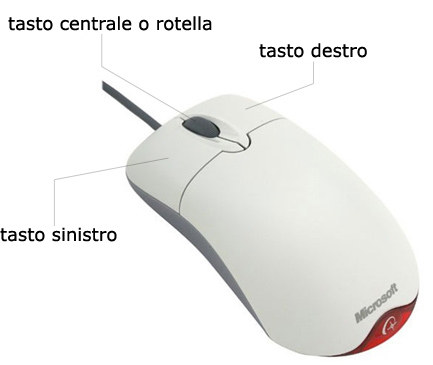 tasto centrale o rotella
tasto destro
tasto sinistro
Microsoft